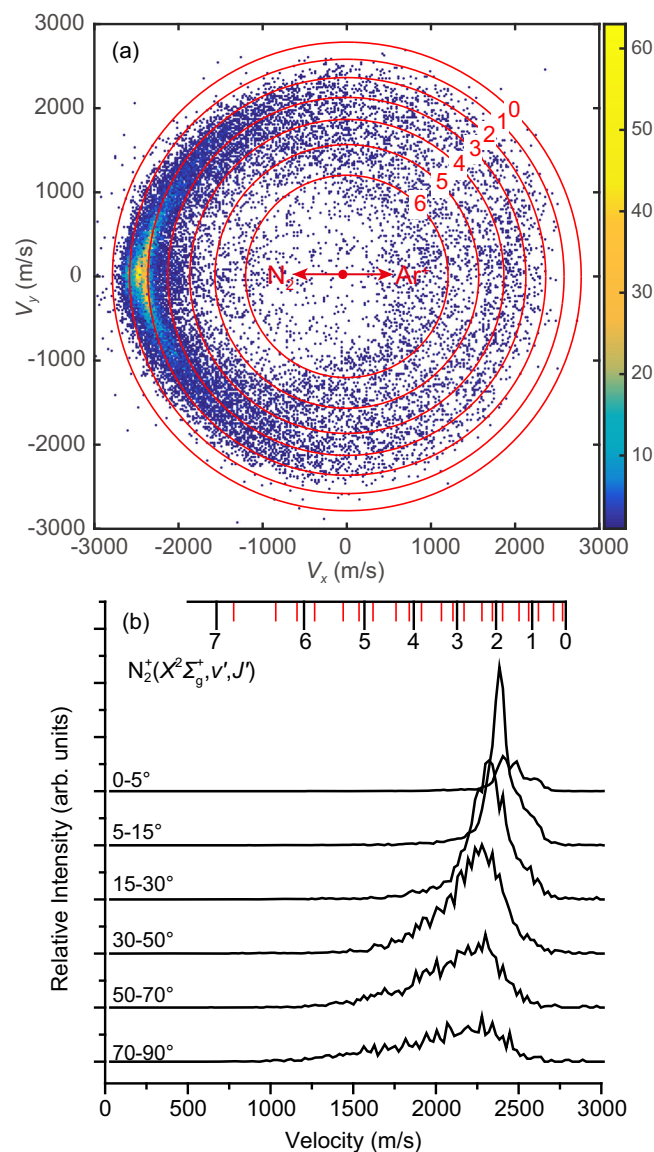 (a)
3000
2000
1000
0
-1000
-2000
-3000
V_y (m/s)
0
1
2
3
4
5
6
N₂ Ar
-3000 -2000 -1000 0 1000 2000 3000
V_x (m/s)
60
50
40
30
20
10
(b)
7 6 5 4 3 2 1 0
N₂⁺(X²Σg⁺,v',J')
0-5°
5-15°
15-30°
30-50°
50-70°
70-90°
Relative Intensity (arb. units)
0 500 1000 1500 2000 2500 3000
Velocity (m/s)